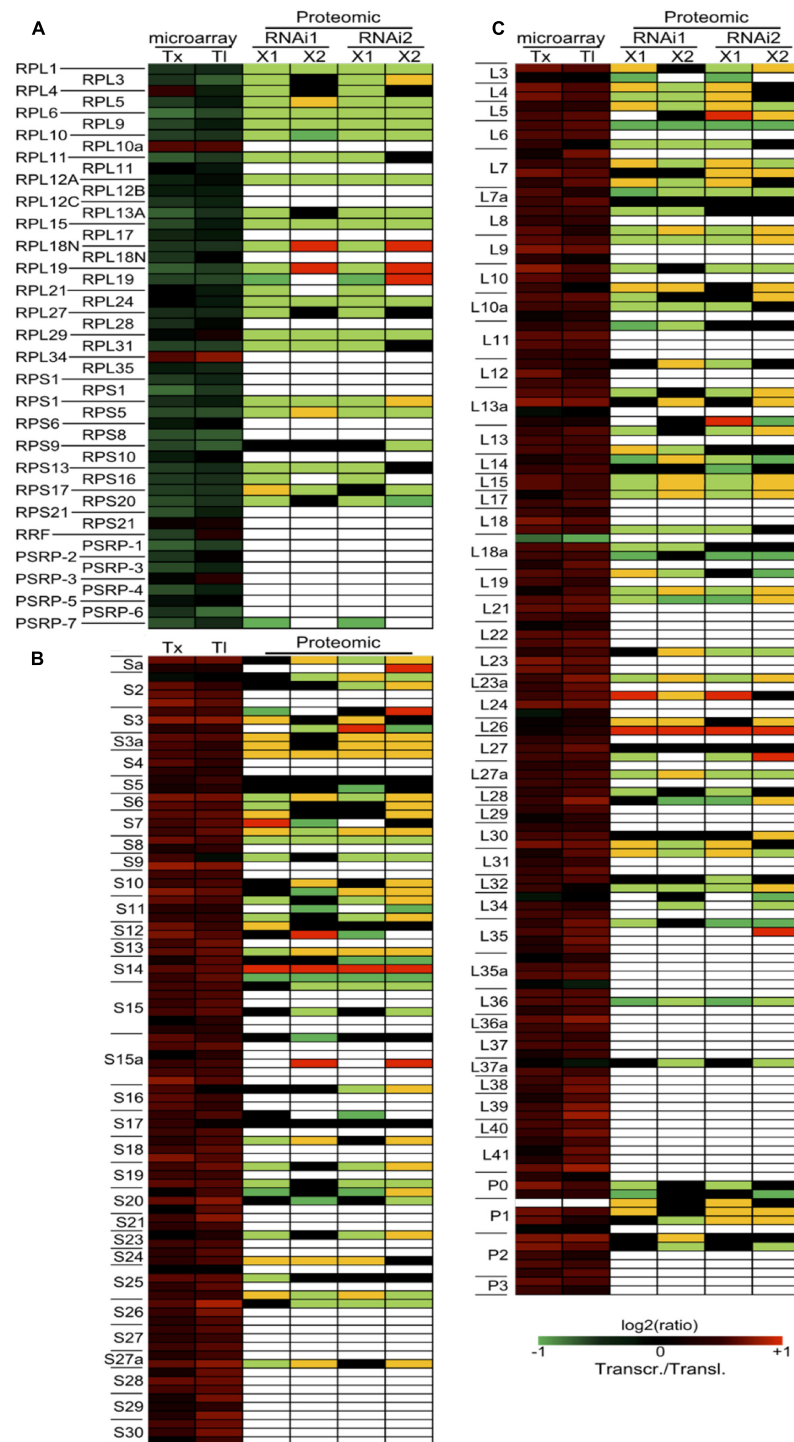 A
Proteomic
microarray
RNAi1 RNAi2
Tx Tl X1 X2 X1 X2
RPL1
RPL3
RPL4
RPL5
RPL6
RPL9
RPL10
RPL10a
RPL11
RPL11
RPL12A
RPL12B
RPL12C
RPL13A
RPL15
RPL17
RPL18N
RPL18N
RPL19
RPL19
RPL21
RPL24
RPL27
RPL28
RPL29
RPL31
RPL34
RPL35
RPS1
RPS1
RPS1
RPS5
RPS6
RPS8
RPS9
RPS10
RPS13
RPS16
RPS17
RPS20
RPS21
RPS21
RRF
PSRP-1
PSRP-2
PSRP-3
PSRP-3
PSRP-4
PSRP-5
PSRP-6
PSRP-7
B
Tx Tl Proteomic
Sa
S2
S3
S3a
S4
S5
S6
S7
S8
S9
S10
S11
S12
S13
S14
S15
S15a
S16
S17
S18
S19
S20
S21
S23
S24
S25
S26
S27
S27a
S28
S29
S30
C
Proteomic
microarray
RNAi1 RNAi2
Tx Tl X1 X2 X1 X2
L3
L4
L5
L6
L7
L7a
L8
L9
L10
L10a
L11
L12
L13a
L13
L14
L15
L17
L18
L18a
L19
L21
L22
L23
L23a
L24
L26
L27
L27a
L28
L29
L30
L31
L32
L34
L35
L35a
L36
L36a
L37
L37a
L38
L39
L40
L41
P0
P1
P2
P3
log2(ratio)
-1 0 +1
Transcr./Transl.